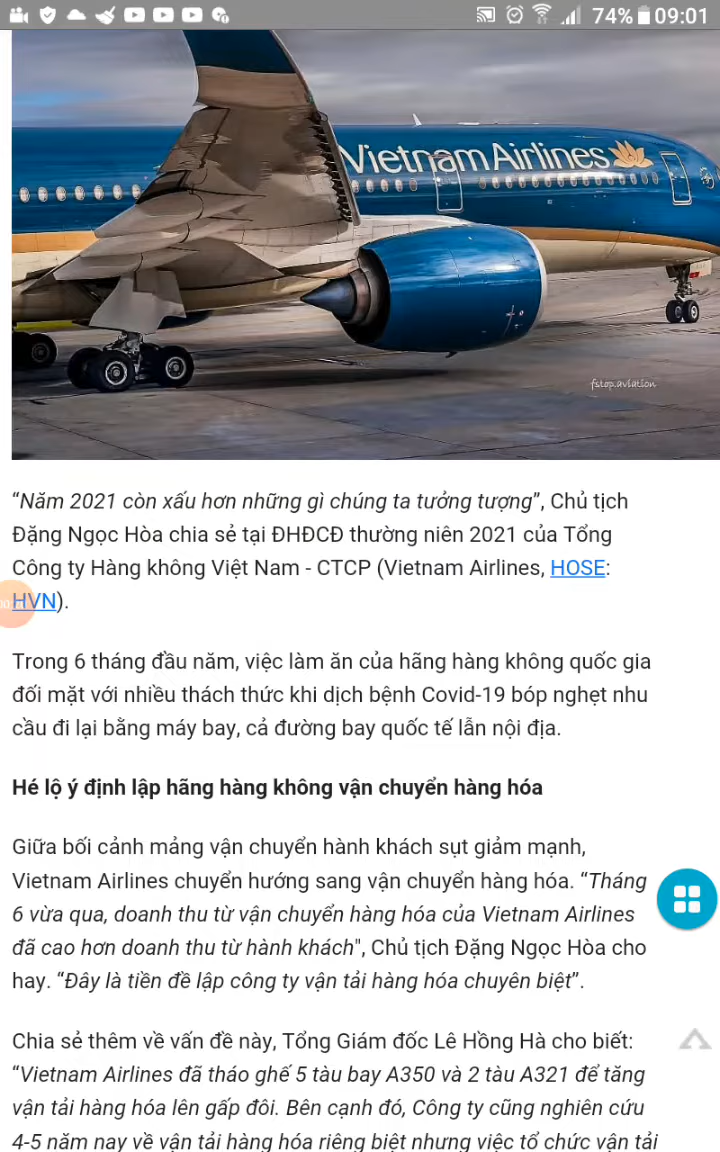 74% 09:01
Vietnam Airlines
fstop.aviation
“Năm 2021 còn xấu hơn những gì chúng ta tưởng tượng”, Chủ tịch
Đặng Ngọc Hòa chia sẻ tại ĐHĐCĐ thường niên 2021 của Tổng
Công ty Hàng không Việt Nam - CTCP (Vietnam Airlines, HOSE:
HVN).
Trong 6 tháng đầu năm, việc làm ăn của hãng hàng không quốc gia
đối mặt với nhiều thách thức khi dịch bệnh Covid-19 bóp nghẹt nhu
cầu đi lại bằng máy bay, cả đường bay quốc tế lẫn nội địa.
Hé lộ ý định lập hãng hàng không vận chuyển hàng hóa
Giữa bối cảnh mảng vận chuyển hành khách sụt giảm mạnh,
Vietnam Airlines chuyển hướng sang vận chuyển hàng hóa. “Tháng
6 vừa qua, doanh thu từ vận chuyển hàng hóa của Vietnam Airlines
đã cao hơn doanh thu từ hành khách", Chủ tịch Đặng Ngọc Hòa cho
hay. “Đây là tiền đề lập công ty vận tải hàng hóa chuyên biệt”.
Chia sẻ thêm về vấn đề này, Tổng Giám đốc Lê Hồng Hà cho biết:
“Vietnam Airlines đã tháo ghế 5 tàu bay A350 và 2 tàu A321 để tăng
vận tải hàng hóa lên gấp đôi. Bên cạnh đó, Công ty cũng nghiên cứu
4-5 năm nay về vận tải hàng hóa riêng biệt nhưng việc tổ chức vận tải